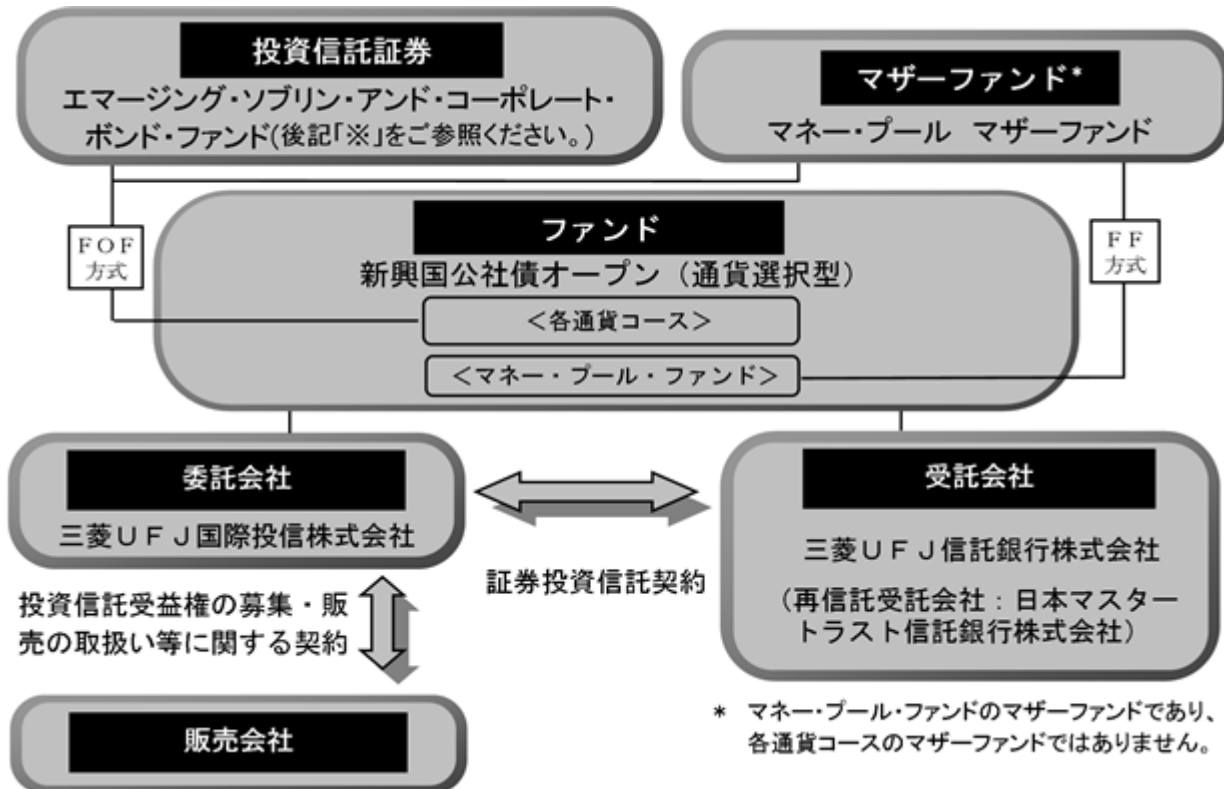 投資信託証券
エマージング・ソブリン・アンド・コーポレート・
ボンド・ファンド(後記「※」をご参照ください。)
マザーファンド*
マネー・プール　マザーファンド
ＦＯＦ
方式
ＦＦ
方式
ファンド
新興国公社債オープン（通貨選択型）
＜各通貨コース＞
＜マネー・プール・ファンド＞
委託会社
三菱ＵＦＪ国際投信株式会社
証券投資信託契約
受託会社
三菱ＵＦＪ信託銀行株式会社
（再信託受託会社：日本マスター
トラスト信託銀行株式会社）
投資信託受益権の募集・販
売の取扱い等に関する契約
販売会社
*　マネー・プール・ファンドのマザーファンドであり、
各通貨コースのマザーファンドではありません。